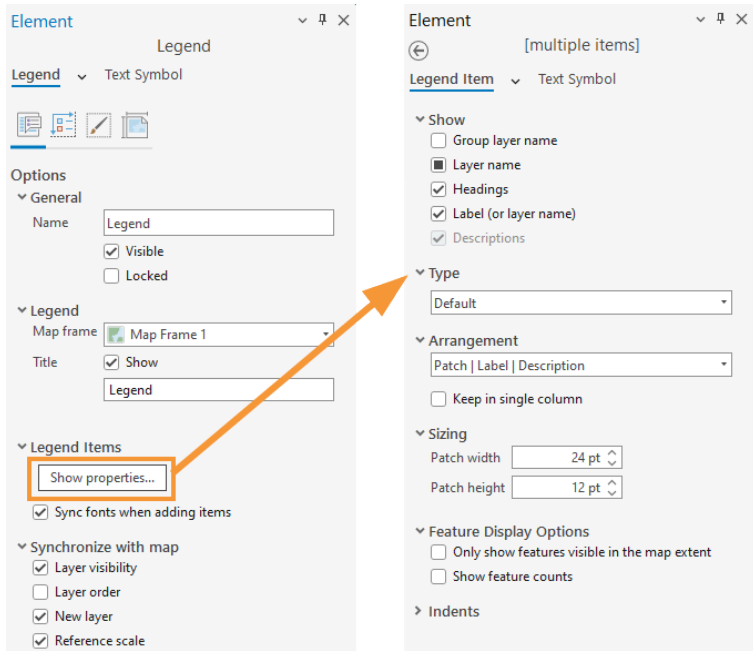 Element
Legend
Legend
Text Symbol
Options
General
Name
Legend
Visible
Locked
Legend
Map frame
Map Frame 1
Title
Show
Legend
Legend Items
Show properties...
Sync fonts when adding items
Synchronize with map
Layer visibility
Layer order
New layer
Reference scale
Element
[multiple items]
Legend Item
Text Symbol
Show
Group layer name
Layer name
Headings
Label (or layer name)
Descriptions
Type
Default
Arrangement
Patch | Label | Description
Keep in single column
Sizing
Patch width
24 pt
Patch height
12 pt
Feature Display Options
Only show features visible in the map extent
Show feature counts
Indents